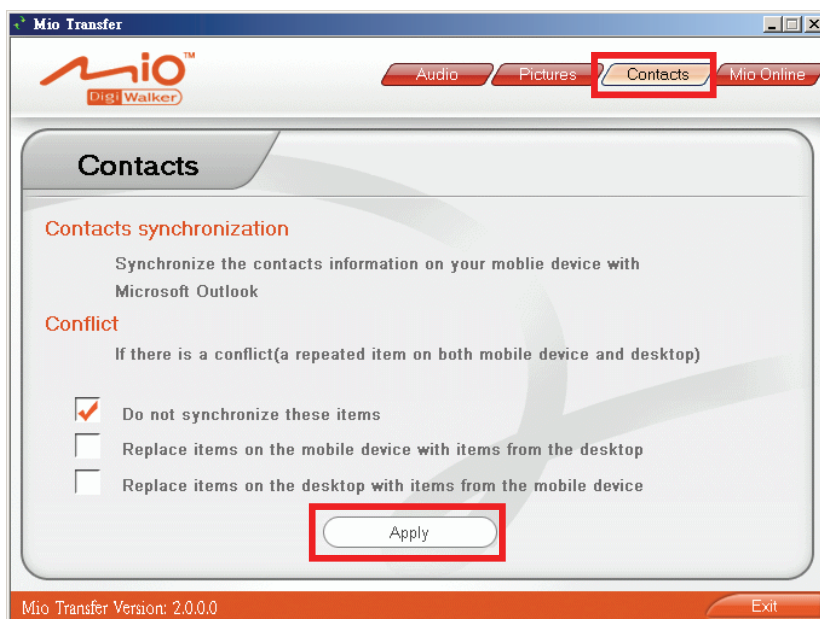 Mio Transfer
Mio™
DigiWalker
Audio
Pictures
Contacts
Mio Online
Contacts
Contacts synchronization
Synchronize the contacts information on your moblie device with
Microsoft Outlook
Conflict
If there is a conflict(a repeated item on both mobile device and desktop)
Do not synchronize these items
Replace items on the mobile device with items from the desktop
Replace items on the desktop with items from the mobile device
Apply
Mio Transfer Version: 2.0.0.0
Exit